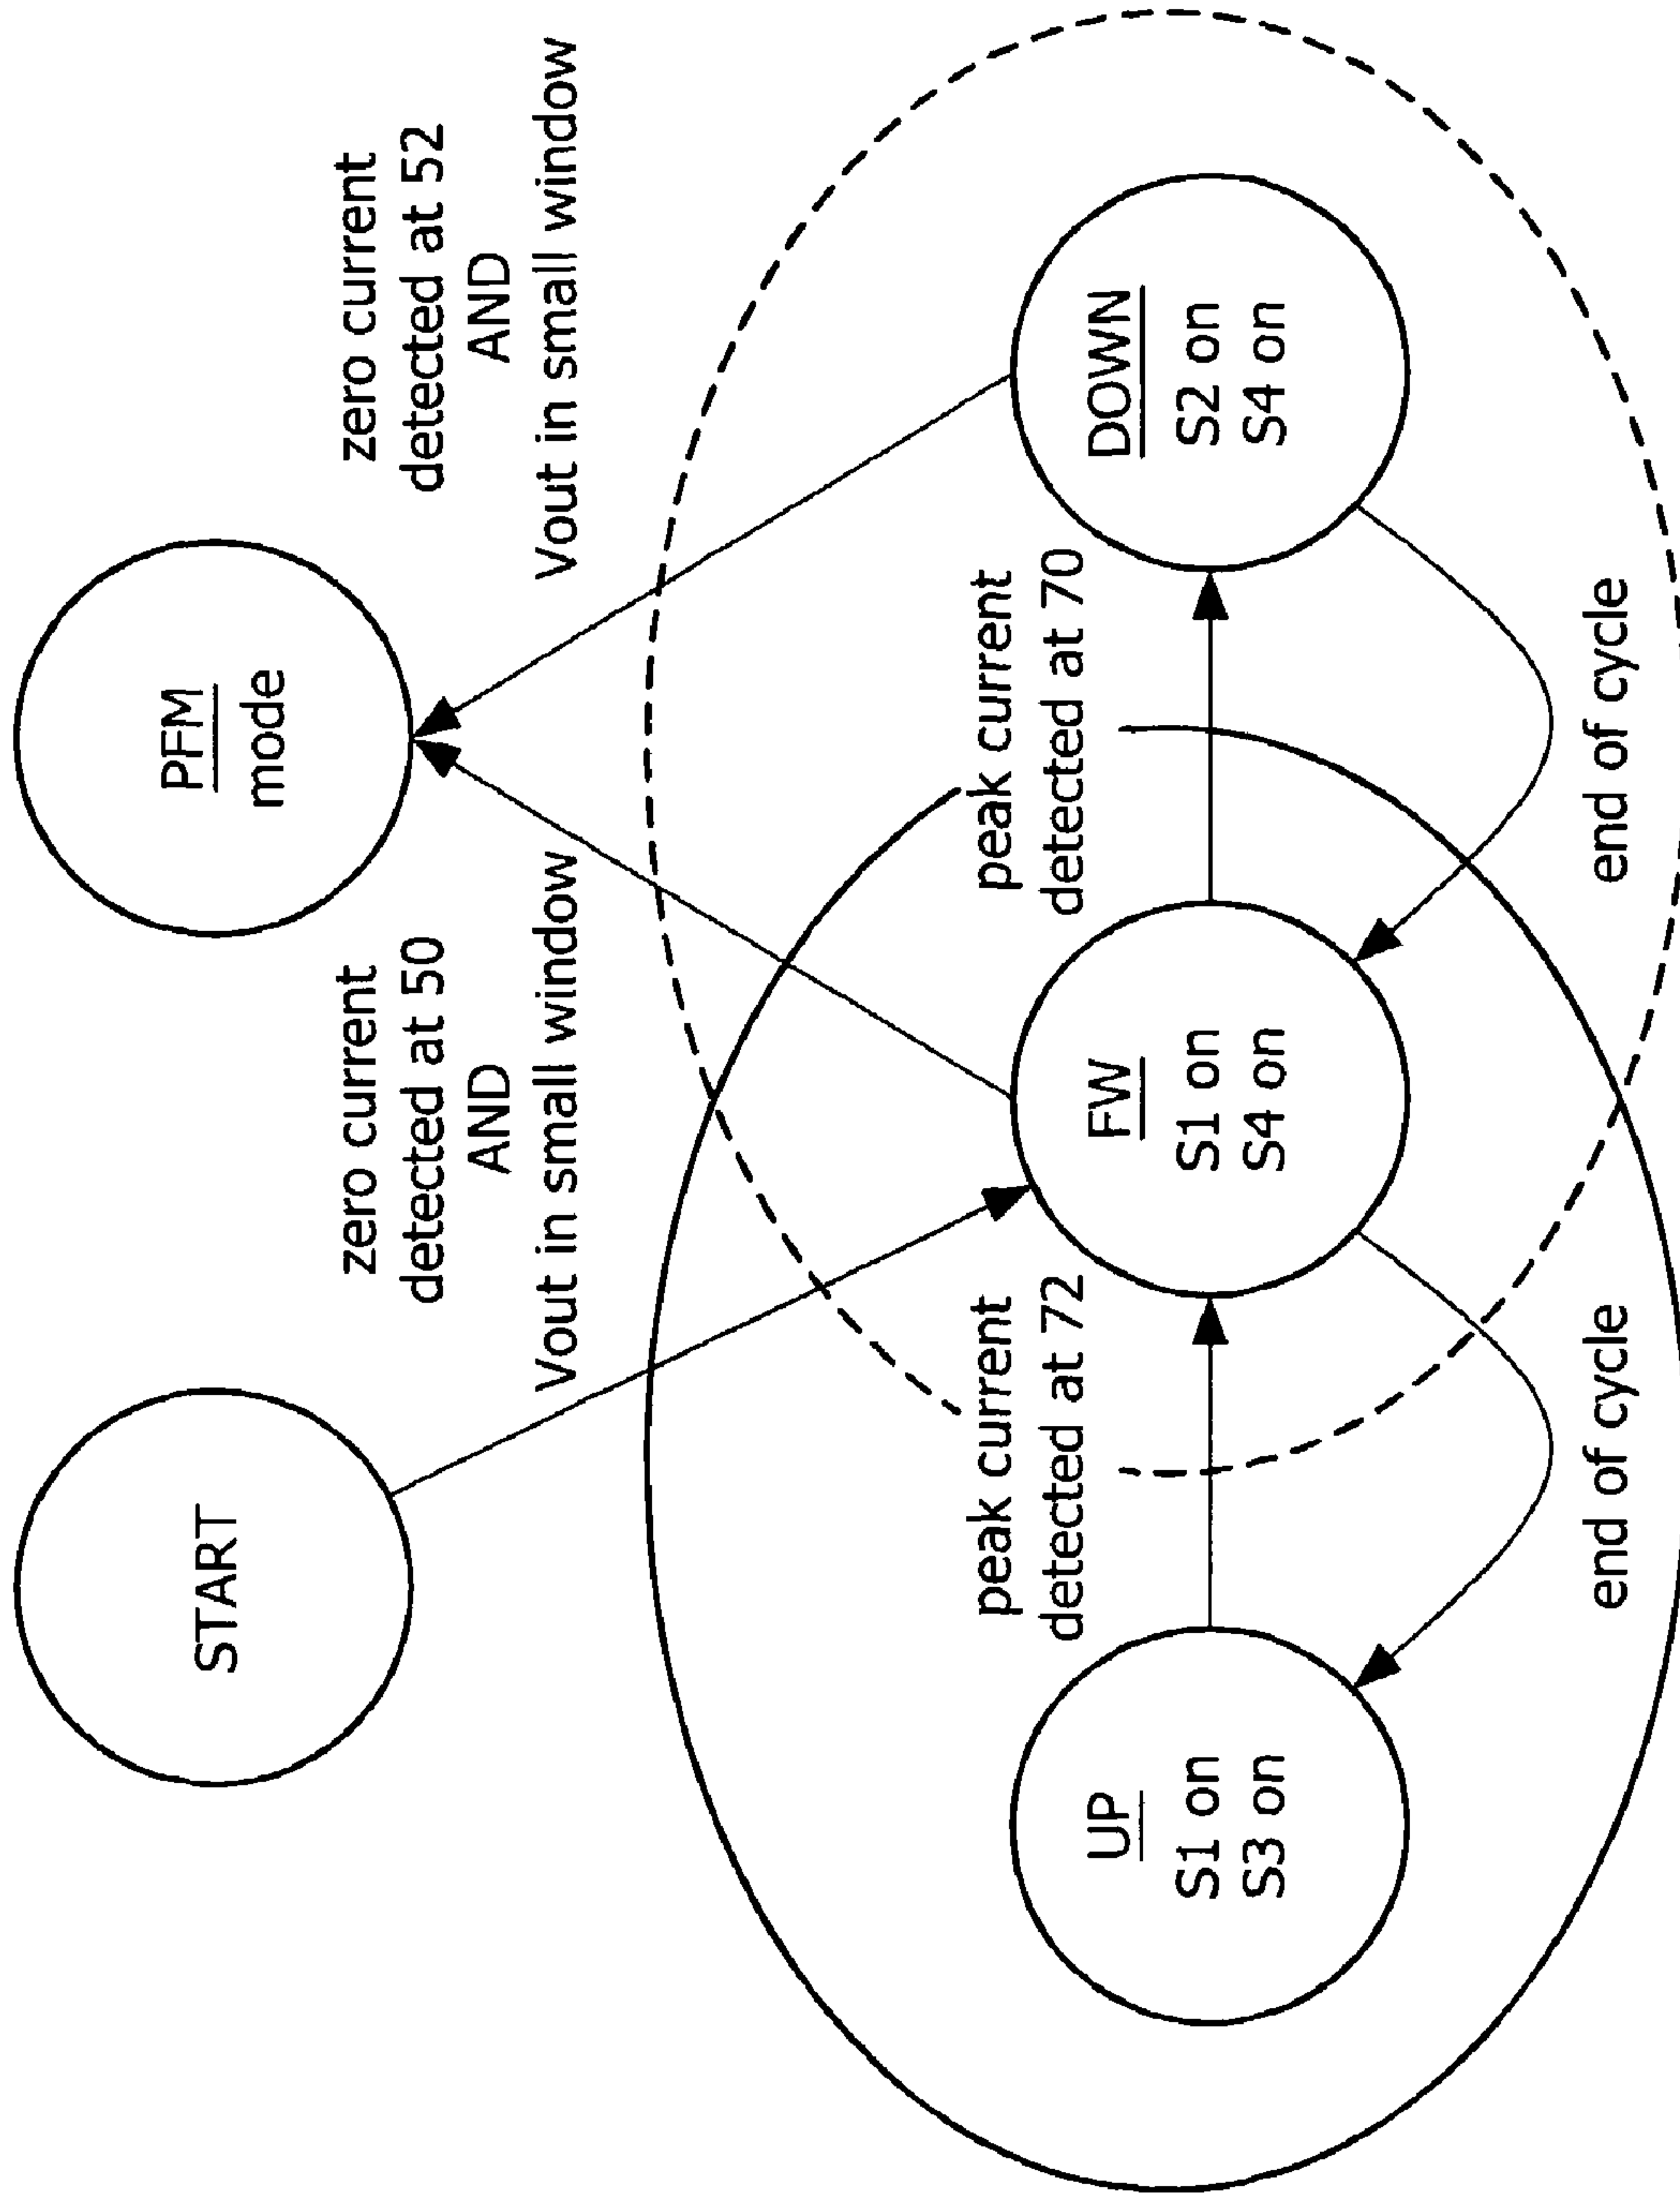 START
PFM
mode
zero current
detected at 50
AND
Vout in small window
zero current
detected at 52
AND
Vout in small window
peak current
detected at 72
peak current
detected at 70
UP
S1 on
S3 on
FW
S1 on
S4 on
DOWN
S2 on
S4 on
end of cycle
end of cycle